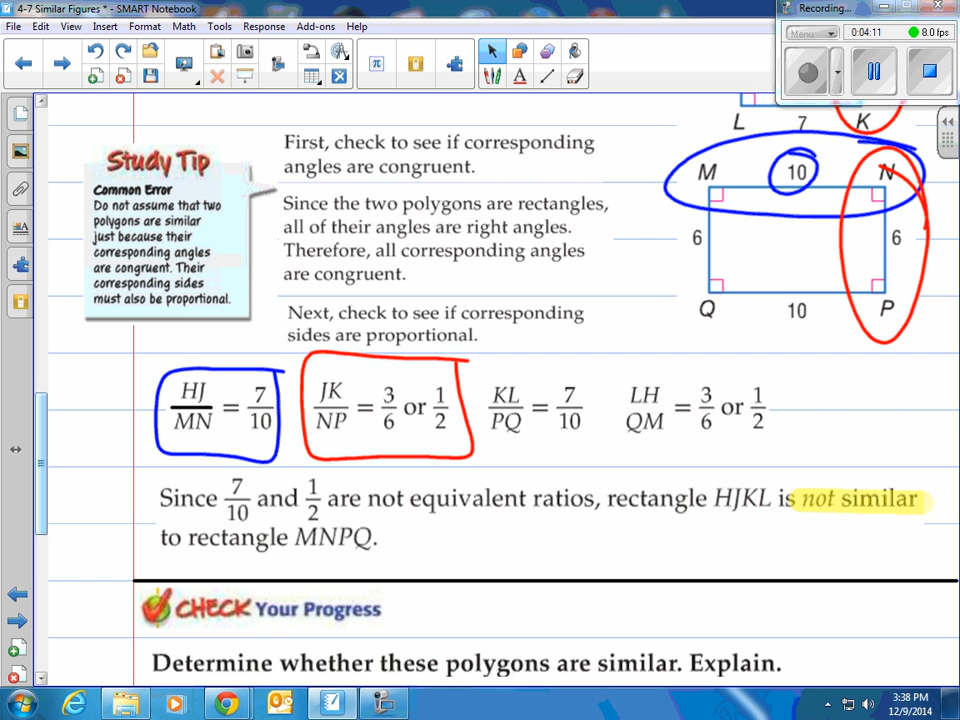 4-7 Similar Figures * - SMART Notebook
Recording...
File Edit View Insert Format Math Tools Response Add-ons Help
Menu 0:04:11 8.0 fps
L 7 K
Study Tip
Common Error
Do not assume that two
polygons are similar
just because their
corresponding angles
are congruent. Their
corresponding sides
must also be proportional.
First, check to see if corresponding
angles are congruent.
Since the two polygons are rectangles,
all of their angles are right angles.
Therefore, all corresponding angles
are congruent.
Next, check to see if corresponding
sides are proportional.
M 10 N
6 6
Q 10 P
HJ/MN = 7/10 JK/NP = 3/6 or 1/2 KL/PQ = 7/10 LH/QM = 3/6 or 1/2
Since 7/10 and 1/2 are not equivalent ratios, rectangle HJKL is not similar
to rectangle MNPQ.
CHECK Your Progress
Determine whether these polygons are similar. Explain.
3:38 PM
12/9/2014